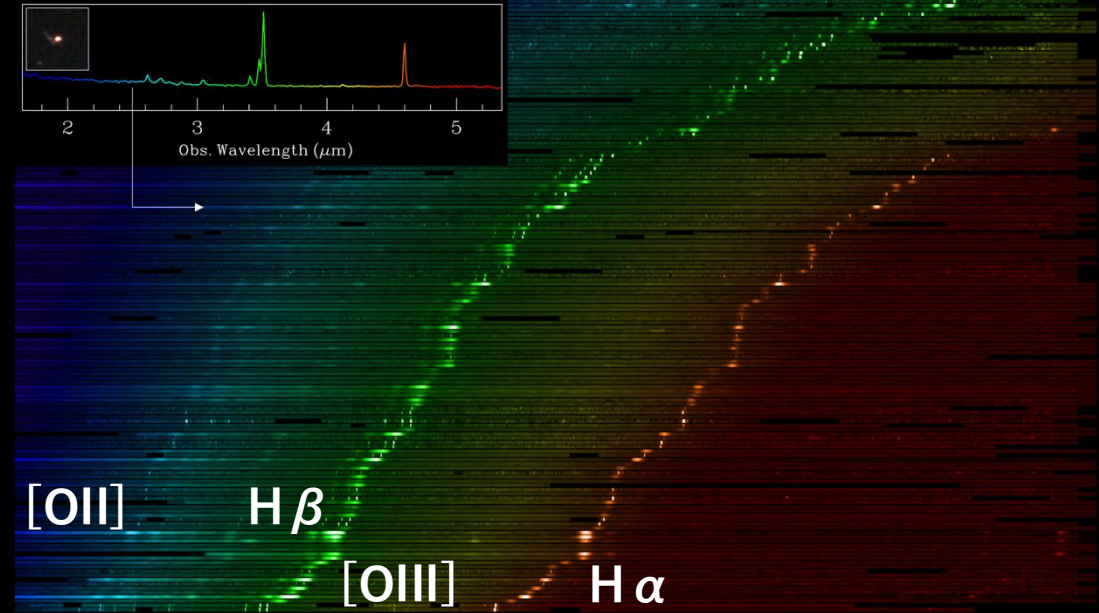 2 3 4 5
Obs. Wavelength (μm)
[OII]
Hβ
[OIII]
Hα